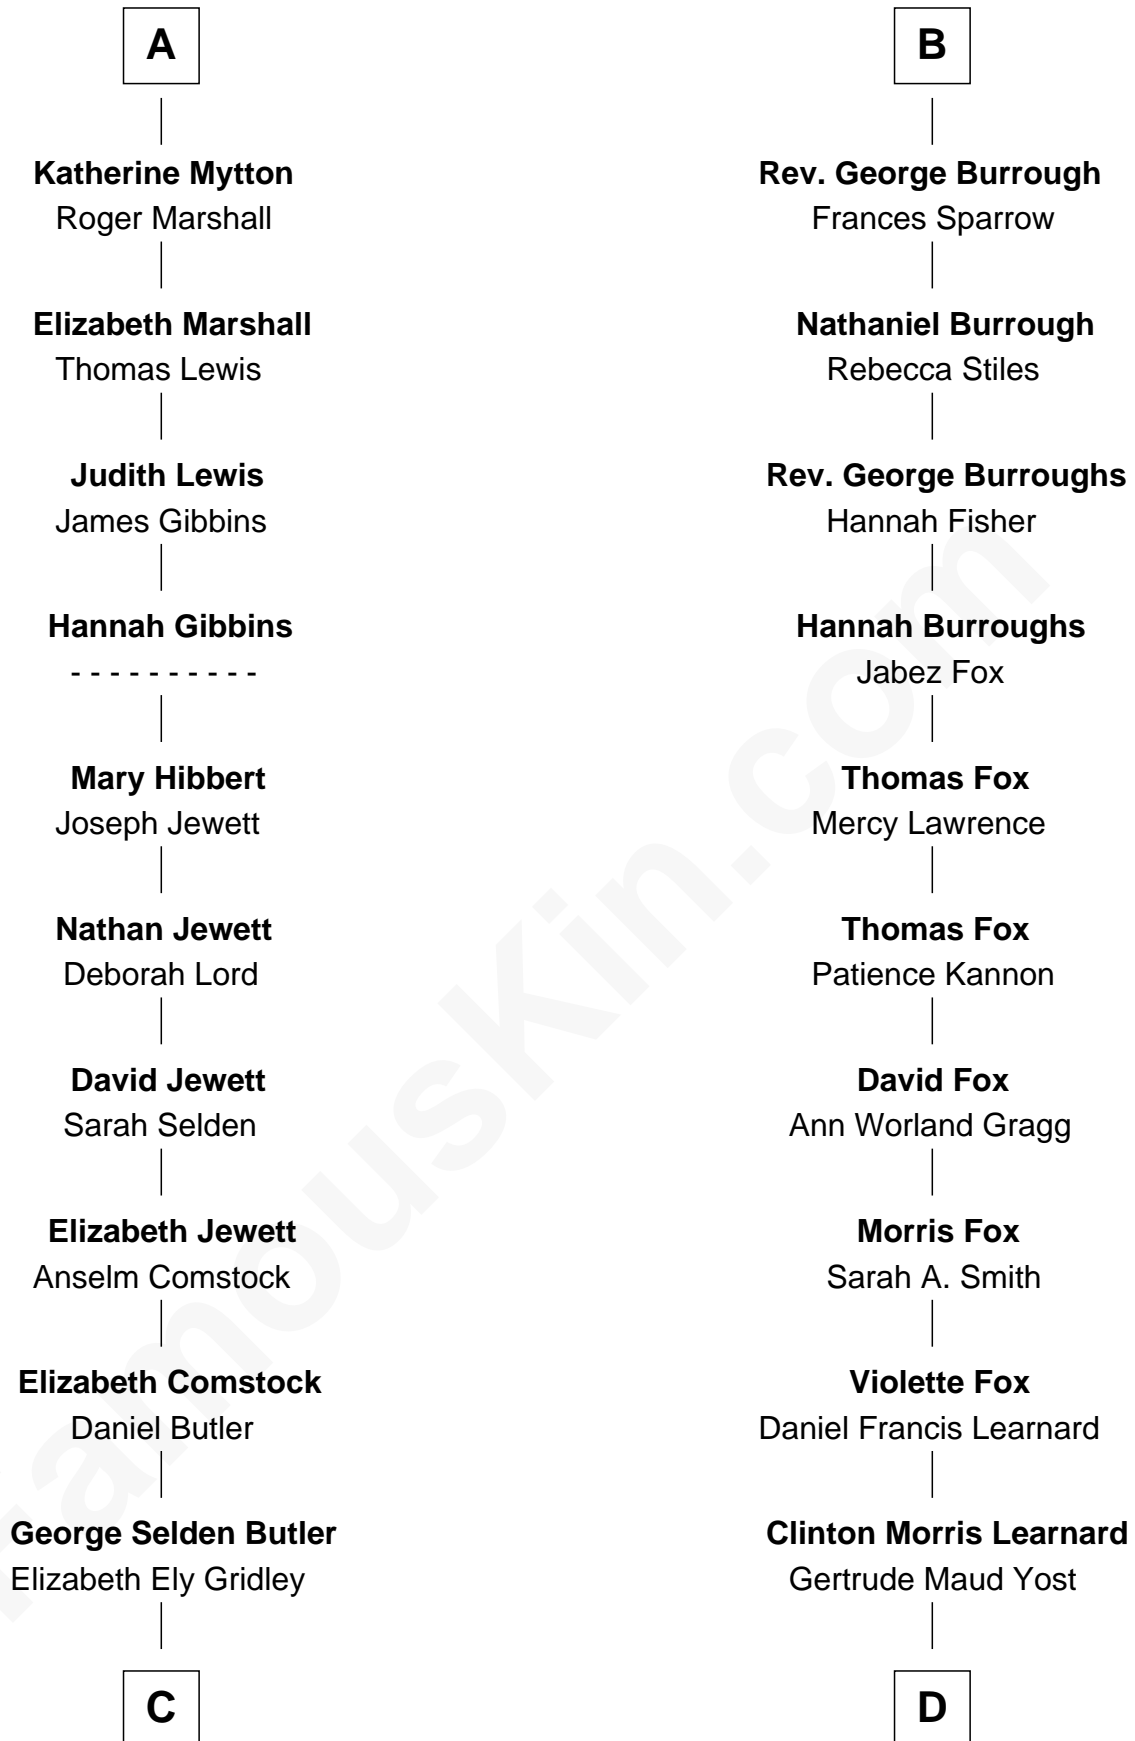 A
Katherine Mytton
Roger Marshall
Elizabeth Marshall
Thomas Lewis
Judith Lewis
James Gibbins
Hannah Gibbins
- - - - - - - - - -
Mary Hibbert
Joseph Jewett
Nathan Jewett
Deborah Lord
David Jewett
Sarah Selden
Elizabeth Jewett
Anselm Comstock
Elizabeth Comstock
Daniel Butler
George Selden Butler
Elizabeth Ely Gridley
C
B
Rev. George Burrough
Frances Sparrow
Nathaniel Burrough
Rebecca Stiles
Rev. George Burroughs
Hannah Fisher
Hannah Burroughs
Jabez Fox
Thomas Fox
Mercy Lawrence
Thomas Fox
Patience Kannon
David Fox
Ann Worland Gragg
Morris Fox
Sarah A. Smith
Violette Fox
Daniel Francis Learnard
Clinton Morris Learnard
Gertrude Maud Yost
D
FamousKin.com